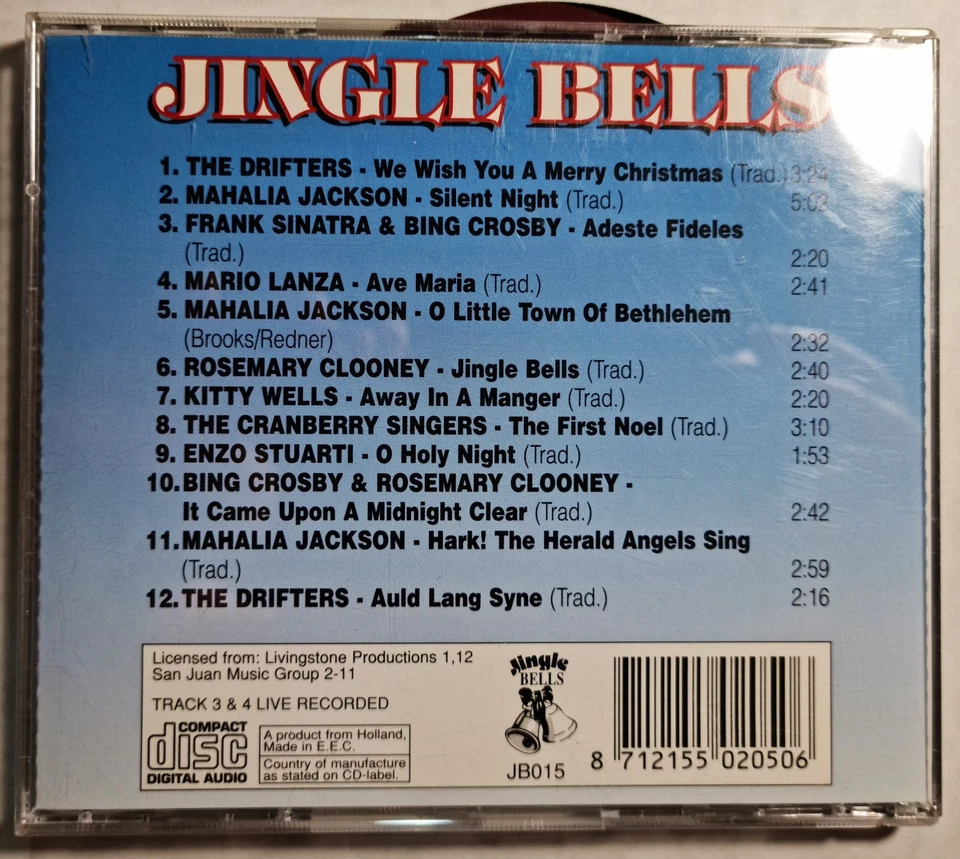 JINGLE BELLS
1. THE DRIFTERS - We Wish You A Merry Christmas (Trad.) 3:24
2. MAHALIA JACKSON - Silent Night (Trad.) 5:02
3. FRANK SINATRA & BING CROSBY - Adeste Fideles
(Trad.) 2:20
4. MARIO LANZA - Ave Maria (Trad.) 2:41
5. MAHALIA JACKSON - O Little Town Of Bethlehem
(Brooks/Redner) 2:32
6. ROSEMARY CLOONEY - Jingle Bells (Trad.) 2:40
7. KITTY WELLS - Away In A Manger (Trad.) 2:20
8. THE CRANBERRY SINGERS - The First Noel (Trad.) 3:10
9. ENZO STUARTI - O Holy Night (Trad.) 1:53
10. BING CROSBY & ROSEMARY CLOONEY -
It Came Upon A Midnight Clear (Trad.) 2:42
11. MAHALIA JACKSON - Hark! The Herald Angels Sing
(Trad.) 2:59
12. THE DRIFTERS - Auld Lang Syne (Trad.) 2:16
Licensed from: Livingstone Productions 1,12
San Juan Music Group 2-11
TRACK 3 & 4 LIVE RECORDED
COMPACT
disc
DIGITAL AUDIO
A product from Holland,
Made in E.E.C.
Country of manufacture
as stated on CD-label.
Jingle
BELLS
JB015
8 712155 020506